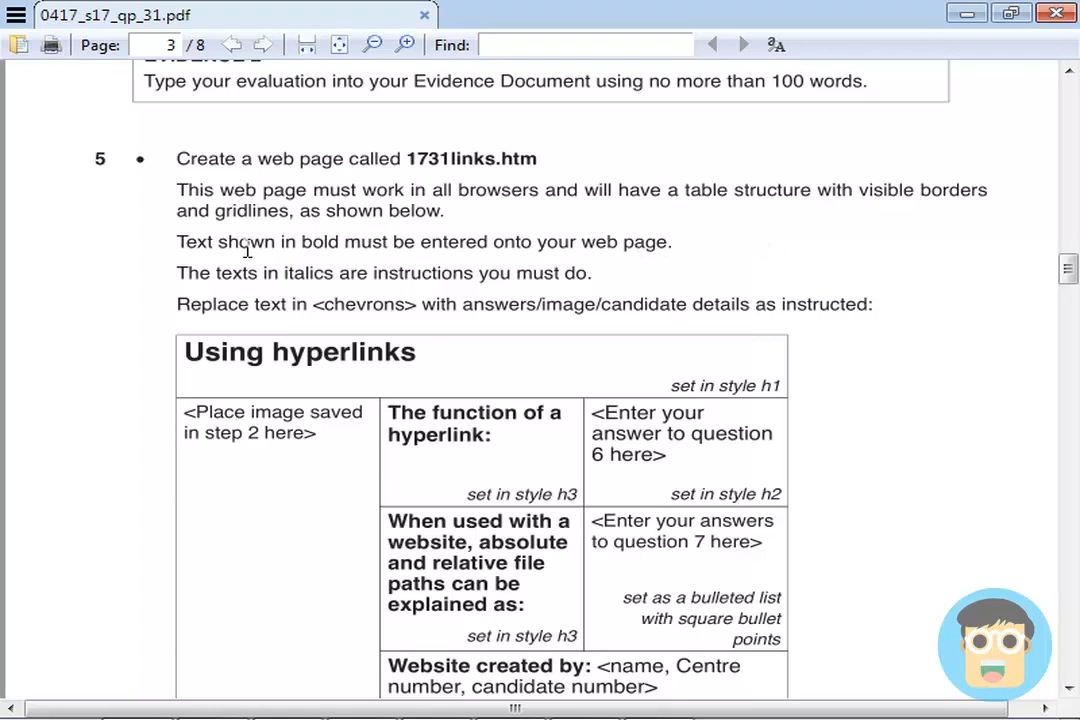 0417_s17_qp_31.pdf
Page: 3 / 8 Find:
Type your evaluation into your Evidence Document using no more than 100 words.
5 • Create a web page called 1731links.htm
This web page must work in all browsers and will have a table structure with visible borders
and gridlines, as shown below.
Text shown in bold must be entered onto your web page.
The texts in italics are instructions you must do.
Replace text in <chevrons> with answers/image/candidate details as instructed:
Using hyperlinks
set in style h1
<Place image saved
in step 2 here>
The function of a
hyperlink:
set in style h3
<Enter your
answer to question
6 here>
set in style h2
When used with a
website, absolute
and relative file
paths can be
explained as:
set in style h3
<Enter your answers
to question 7 here>
set as a bulleted list
with square bullet
points
Website created by: <name, Centre
number, candidate number>